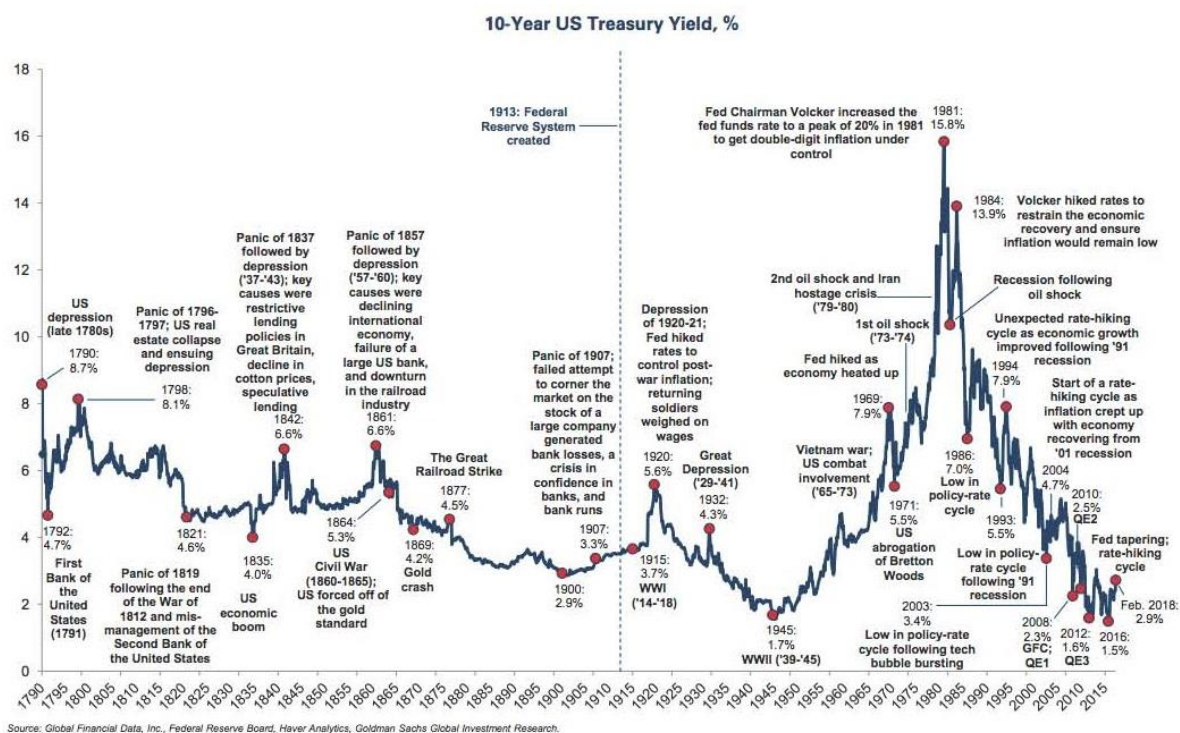 10-Year US Treasury Yield, %
18
16
14
12
10
8
6
4
2
0
1913: Federal
Reserve System
created
Fed Chairman Volcker increased the
fed funds rate to a peak of 20% in 1981
to get double-digit inflation under
control
1981:
15.8%
1984:
13.9%
Volcker hiked rates to
restrain the economic
recovery and ensure
inflation would remain low
US
depression
(late 1780s)
1790:
8.7%
Panic of 1796-
1797; US real
estate collapse
and ensuing
depression
1798:
8.1%
Panic of 1837
followed by
depression
('37-'43); key
causes were
restrictive
lending
policies in
Great Britain,
decline in
cotton prices,
speculative
lending
1842:
6.6%
Panic of 1857
followed by
depression
('57-'60); key
causes were
declining
international
economy,
failure of a
large US bank,
and downturn
in the railroad
industry
1861:
6.6%
The Great
Railroad Strike
1877:
4.5%
Panic of 1907;
failed attempt
to corner the
market on the
stock of a
large company
generated
bank losses, a
crisis in
confidence in
banks, and
bank runs
1907:
3.3%
Depression
of 1920-21;
Fed hiked
rates to
control post-
war inflation;
returning
soldiers
weighed on
wages
1920:
5.6%
Great
Depression
('29-'41)
1932:
4.3%
2nd oil shock and Iran
hostage crisis
('79-'80)
1st oil shock
('73-'74)
Fed hiked as
economy heated up
1969:
7.9%
Vietnam war;
US combat
involvement
('65-'73)
Recession following
oil shock
Unexpected rate-hiking
cycle as economic growth
improved following '91
recession
1994
7.9%
Start of a rate-
hiking cycle as
inflation crept up
with economy
recovering from
'01 recession
2004
4.7%
2010:
2.5%
QE2
Fed tapering;
rate-hiking
cycle
1792:
4.7%
First
Bank of
the
United
States
(1791)
1821:
4.6%
Panic of 1819
following the end
of the War of
1812 and mis-
management of the
Second Bank of
the United States
1835:
4.0%
US
economic
boom
1864:
5.3%
US
Civil War
(1860-1865);
US forced off of
the gold
standard
1869:
4.2%
Gold
crash
1900:
2.9%
1915:
3.7%
WWI
('14-'18)
1945:
1.7%
WWII ('39-'45)
1971:
5.5%
US
abrogation
of Bretton
Woods
1986:
7.0%
Low in
policy-rate
cycle
1993:
5.5%
Low in policy-
rate cycle
following '91
recession
2003:
3.4%
Low in policy-rate
cycle following tech
bubble bursting
2008:
2.3%
GFC;
QE1
2012:
1.6%
QE3
2016:
1.5%
Feb. 2018:
2.9%
1790 1795 1800 1805 1810 1815 1820 1825 1830 1835 1840 1845 1850 1855 1860 1865 1870 1875 1880 1885 1890 1895 1900 1905 1910 1915 1920 1925 1930 1935 1940 1945 1950 1955 1960 1965 1970 1975 1980 1985 1990 1995 2000 2005 2010 2015
Source: Global Financial Data, Inc., Federal Reserve Board, Haver Analytics, Goldman Sachs Global Investment Research.